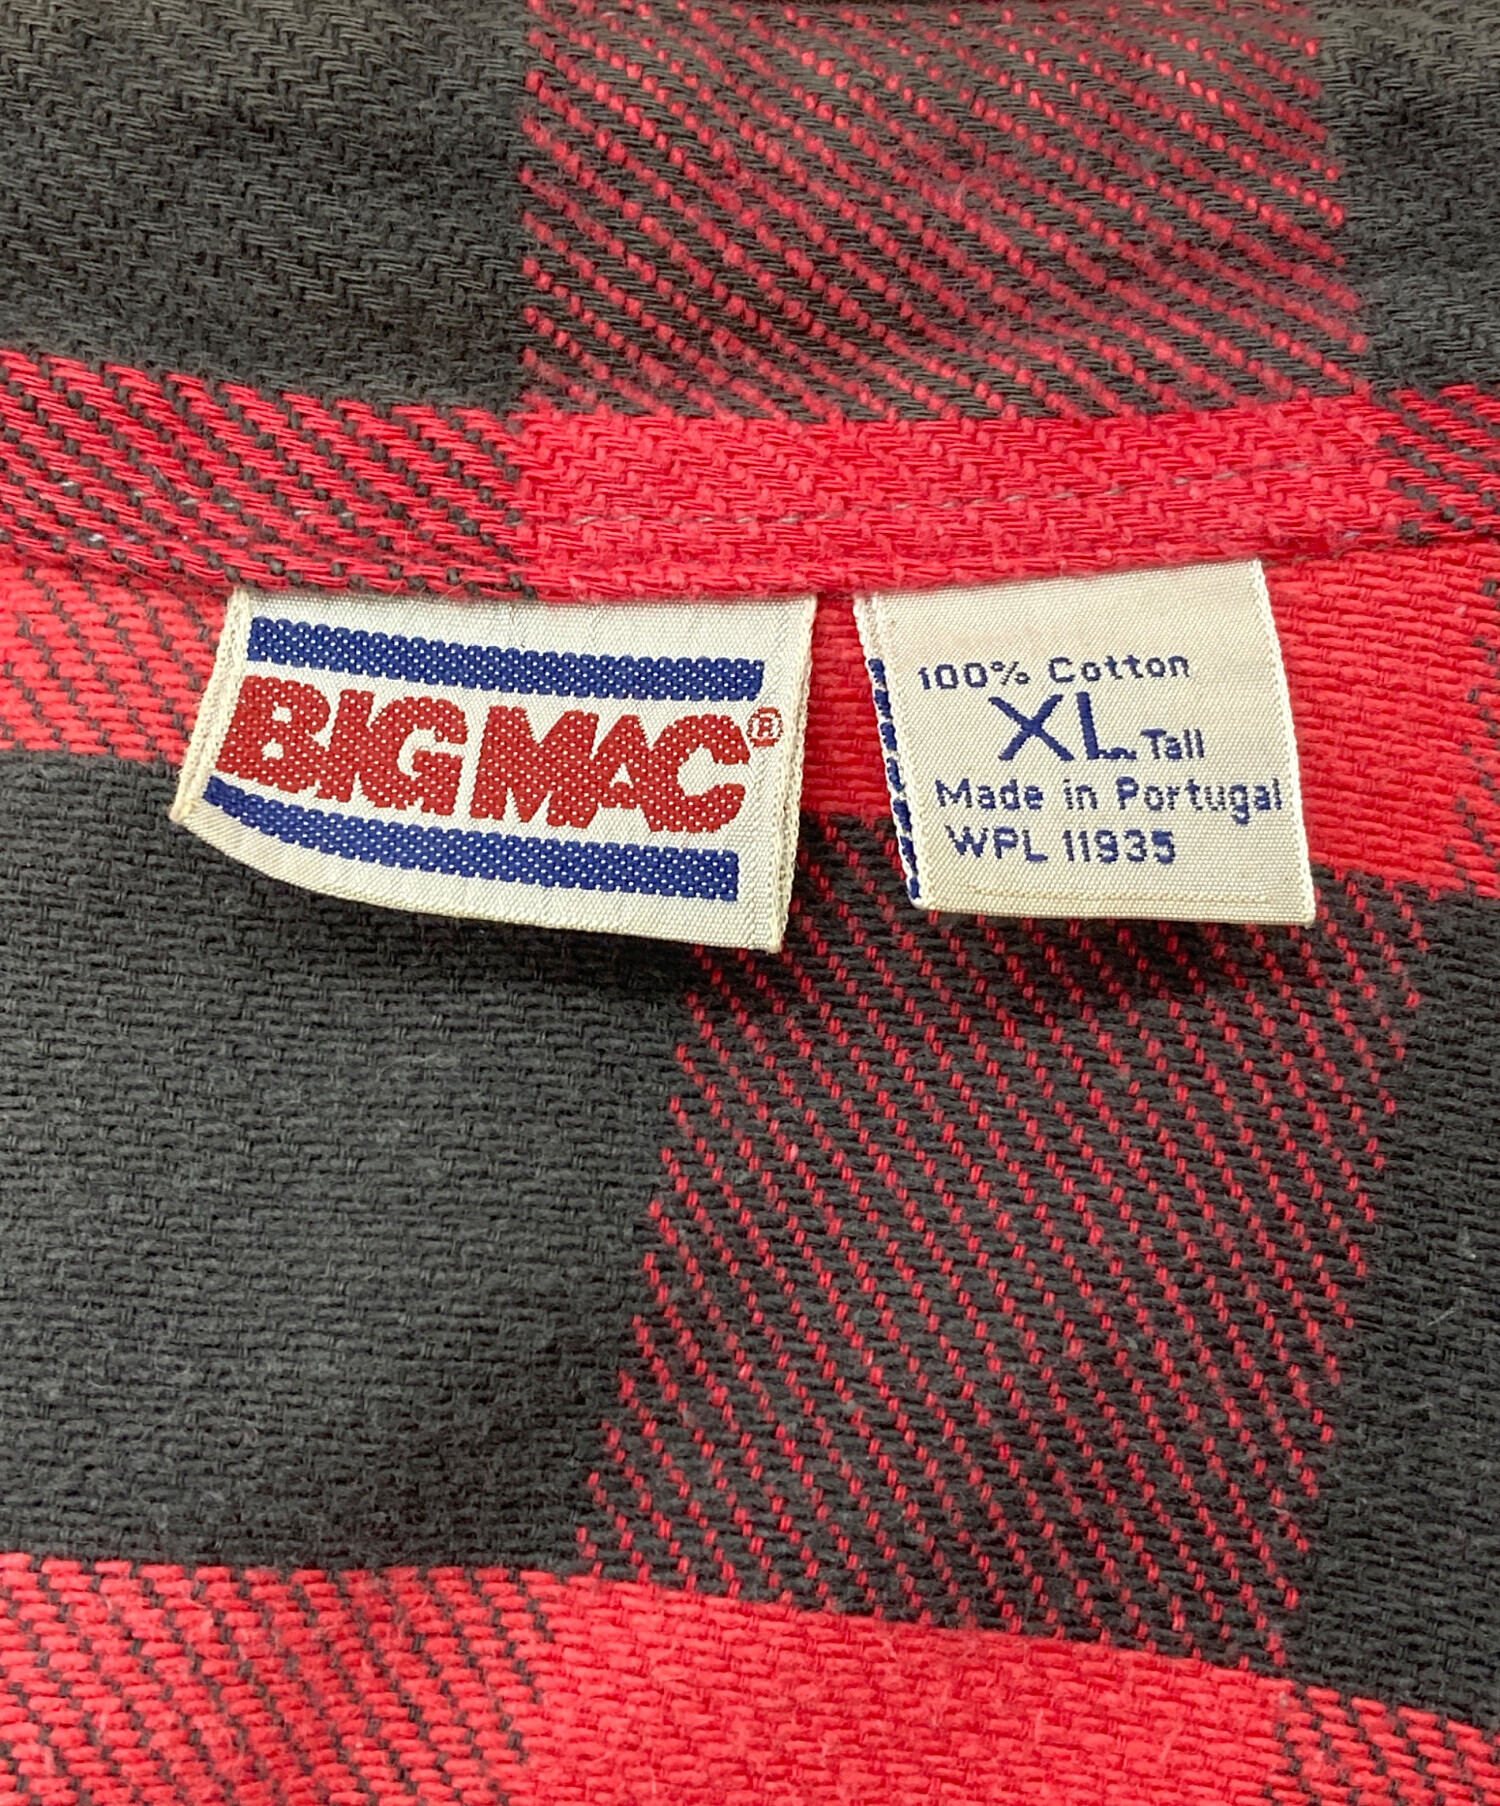 BIG MAC®
100% Cotton
XL Tall
Made in Portugal
WPL 11935